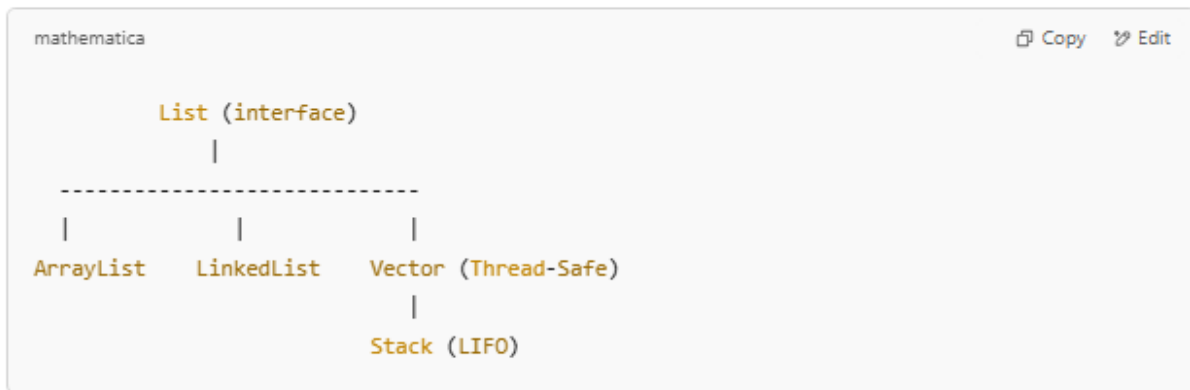 mathematica Copy Edit
List (interface)
|
-----------------------------
| | |
ArrayList LinkedList Vector (Thread-Safe)
|
Stack (LIFO)